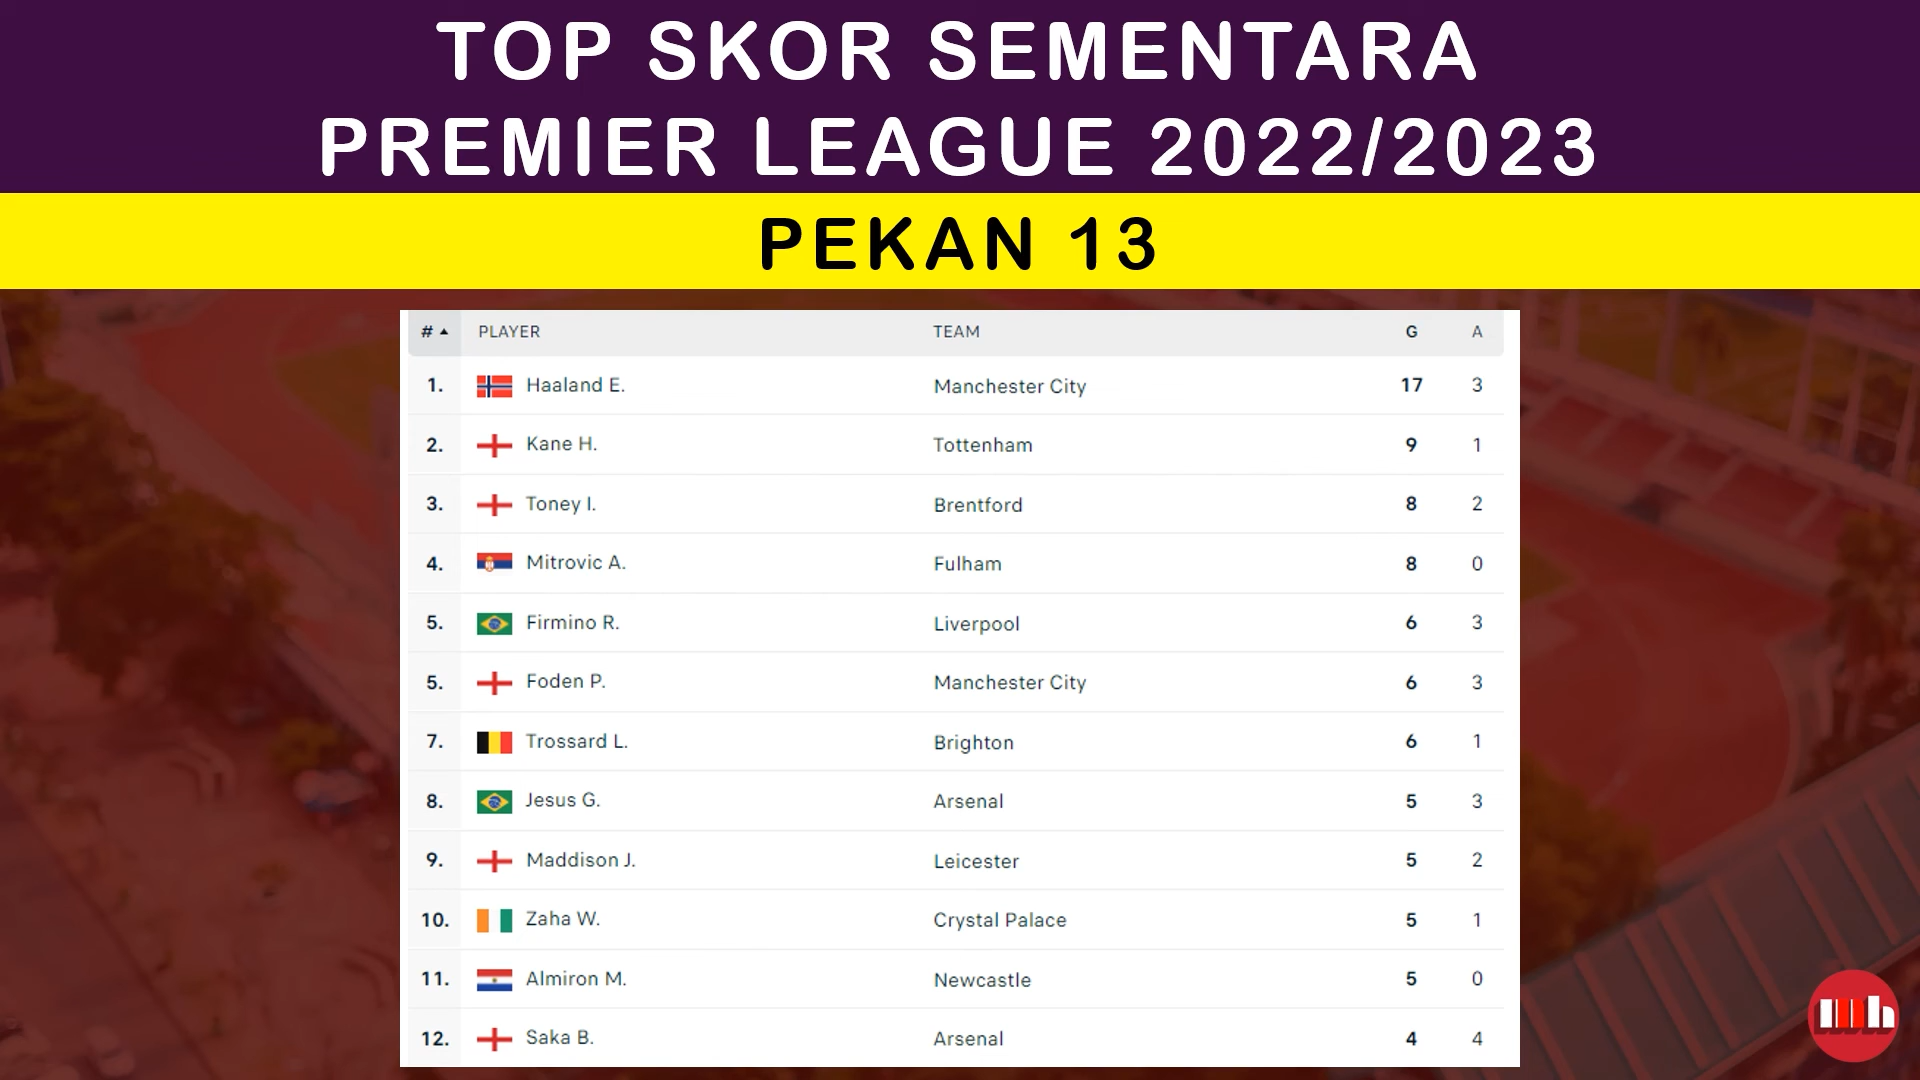 TOP SKOR SEMENTARA
PREMIER LEAGUE 2022/2023
PEKAN 13
# PLAYER TEAM G A
1. Haaland E. Manchester City 17 3
2. Kane H. Tottenham 9 1
3. Toney I. Brentford 8 2
4. Mitrovic A. Fulham 8 0
5. Firmino R. Liverpool 6 3
5. Foden P. Manchester City 6 3
7. Trossard L. Brighton 6 1
8. Jesus G. Arsenal 5 3
9. Maddison J. Leicester 5 2
10. Zaha W. Crystal Palace 5 1
11. Almiron M. Newcastle 5 0
12. Saka B. Arsenal 4 4